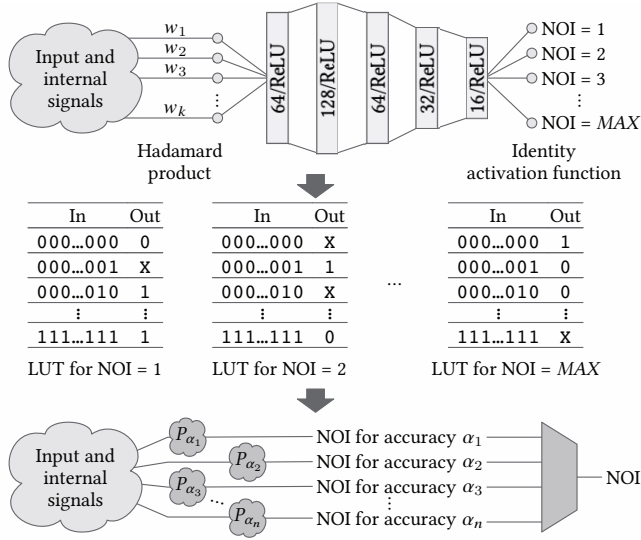 Input and
internal
signals
w1
w2
w3
⋮
wk
Hadamard
product
64/ReLU
128/ReLU
64/ReLU
32/ReLU
16/ReLU
NOI = 1
NOI = 2
NOI = 3
⋮
NOI = MAX
Identity
activation function
In Out
000...000 0
000...001 X
000...010 1
⋮ ⋮
111...111 1
LUT for NOI = 1
In Out
000...000 X
000...001 1
000...010 X
⋮ ⋮
111...111 0
LUT for NOI = 2
...
In Out
000...000 1
000...001 0
000...010 0
⋮ ⋮
111...111 X
LUT for NOI = MAX
Input and
internal
signals
Pα1
Pα2
Pα3
...
Pαn
NOI for accuracy α1
NOI for accuracy α2
NOI for accuracy α3
⋮
NOI for accuracy αn
NOI